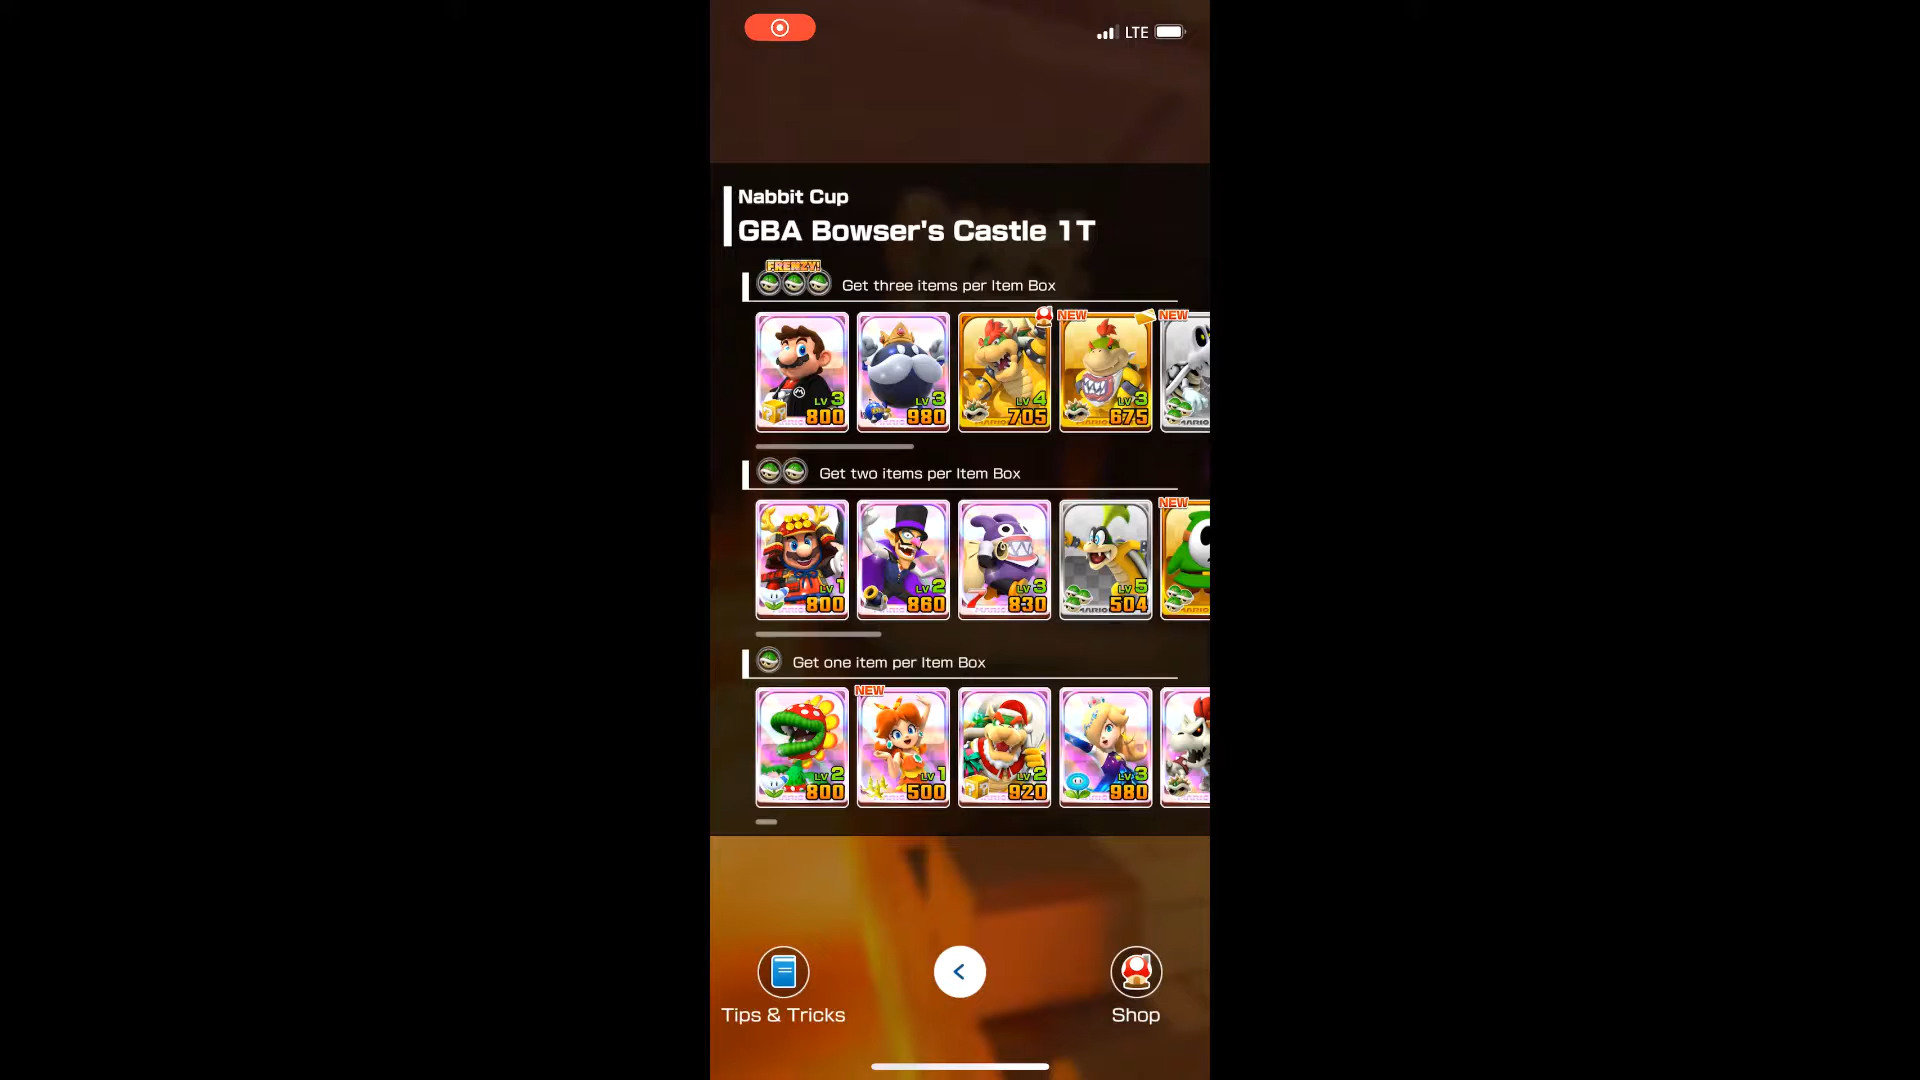 LTE
Nabbit Cup
GBA Bowser's Castle 1T
FRENZY!
Get three items per Item Box
NEW
NEW
LV 3
800
LV 3
980
LV 4
705
LV 3
675
Get two items per Item Box
NEW
LV 1
800
LV 2
860
LV 3
830
LV 5
504
Get one item per Item Box
NEW
LV 2
800
LV 1
500
LV 2
920
LV 3
980
Tips & Tricks
<
Shop